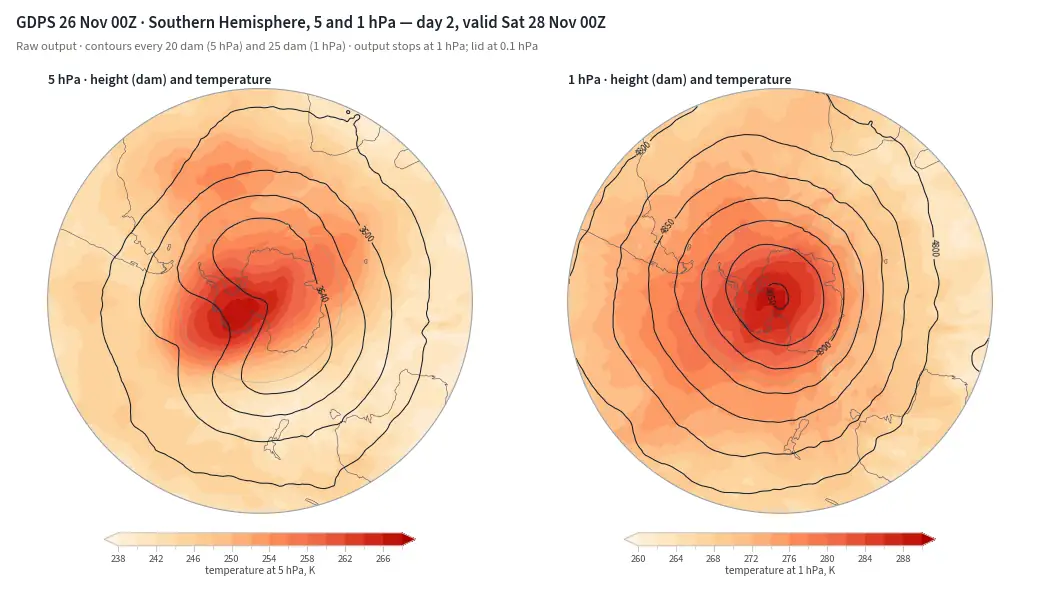 GDPS 26 Nov 00Z · Southern Hemisphere, 5 and 1 hPa — day 2, valid Sat 28 Nov 00Z
Raw output · contours every 20 dam (5 hPa) and 25 dam (1 hPa) · output stops at 1 hPa; lid at 0.1 hPa
5 hPa · height (dam) and temperature
1 hPa · height (dam) and temperature
3600
3640
4800
4850
4800
4900
238 242 246 250 254 258 262 266
temperature at 5 hPa, K
260 264 268 272 276 280 284 288
temperature at 1 hPa, K